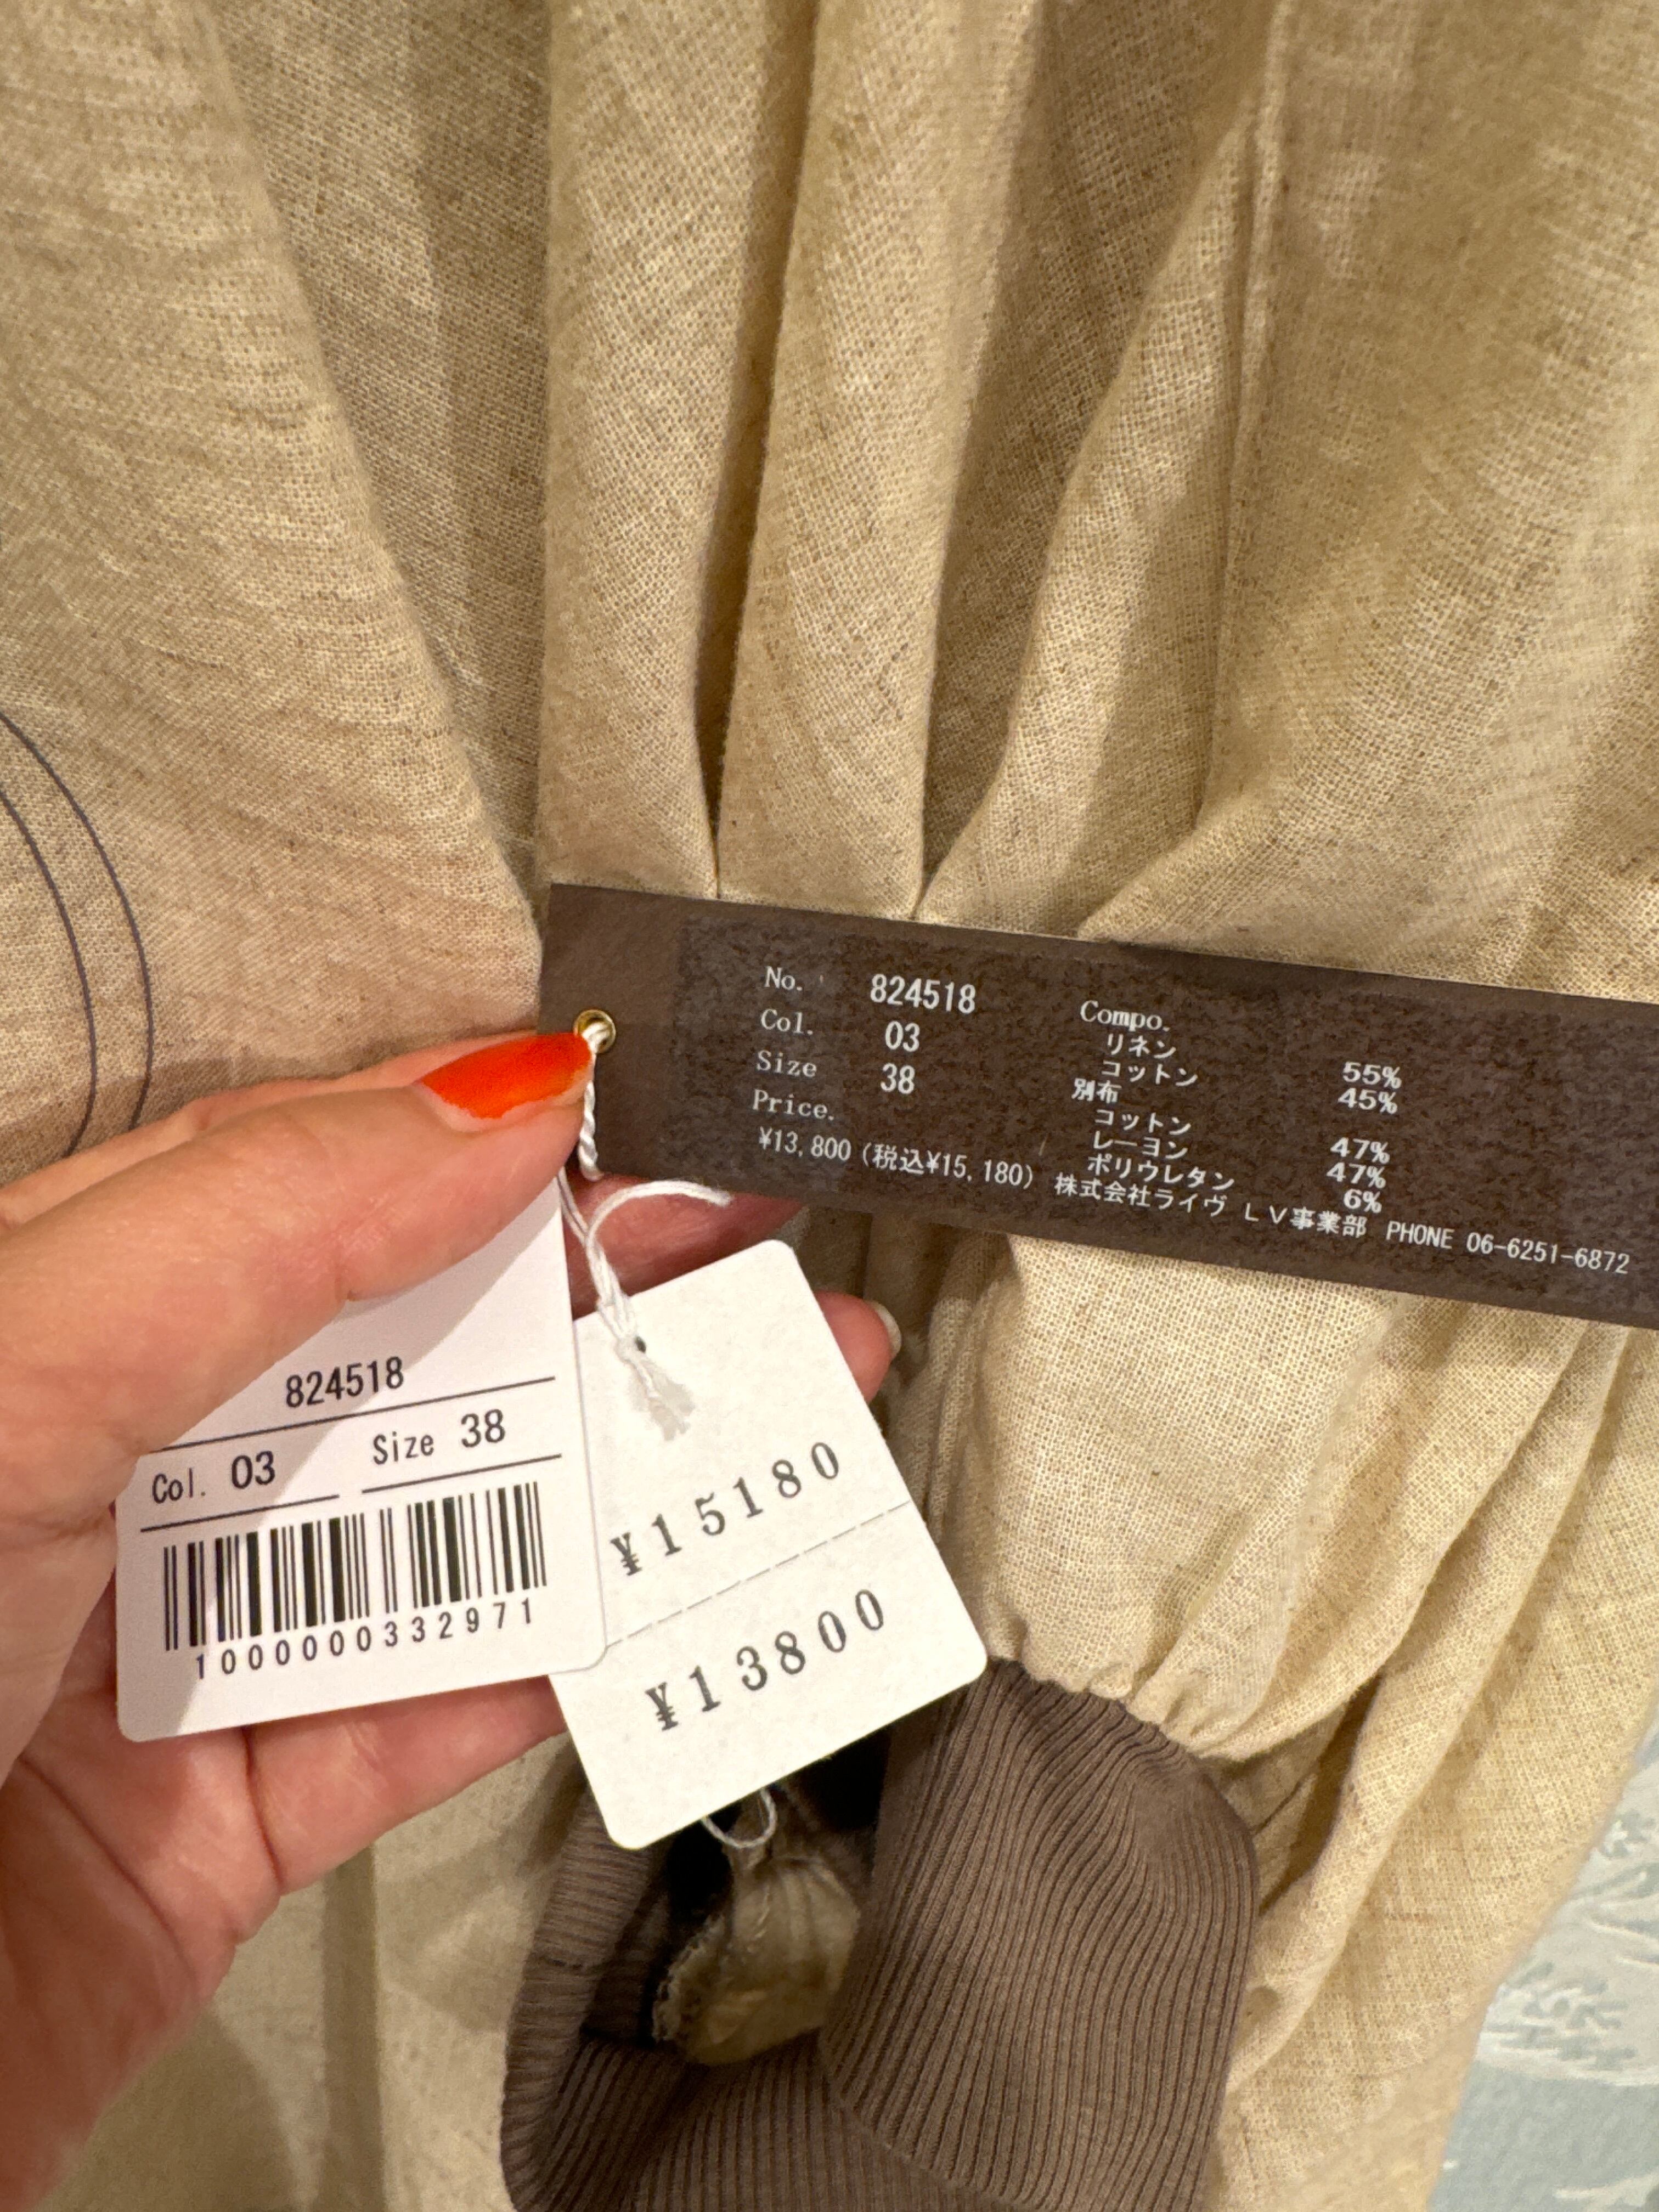 No. 824518
Col. 03
Size 38
Price.
¥13,800 (税込¥15,180)
Compo.
リネン 55%
コットン 45%
別布
コットン 47%
レーヨン 47%
ポリウレタン 6%
株式会社ライヴ LV事業部 PHONE 06-6251-6872
824518
Col. 03 Size 38
1000000332971
¥15180
¥13800